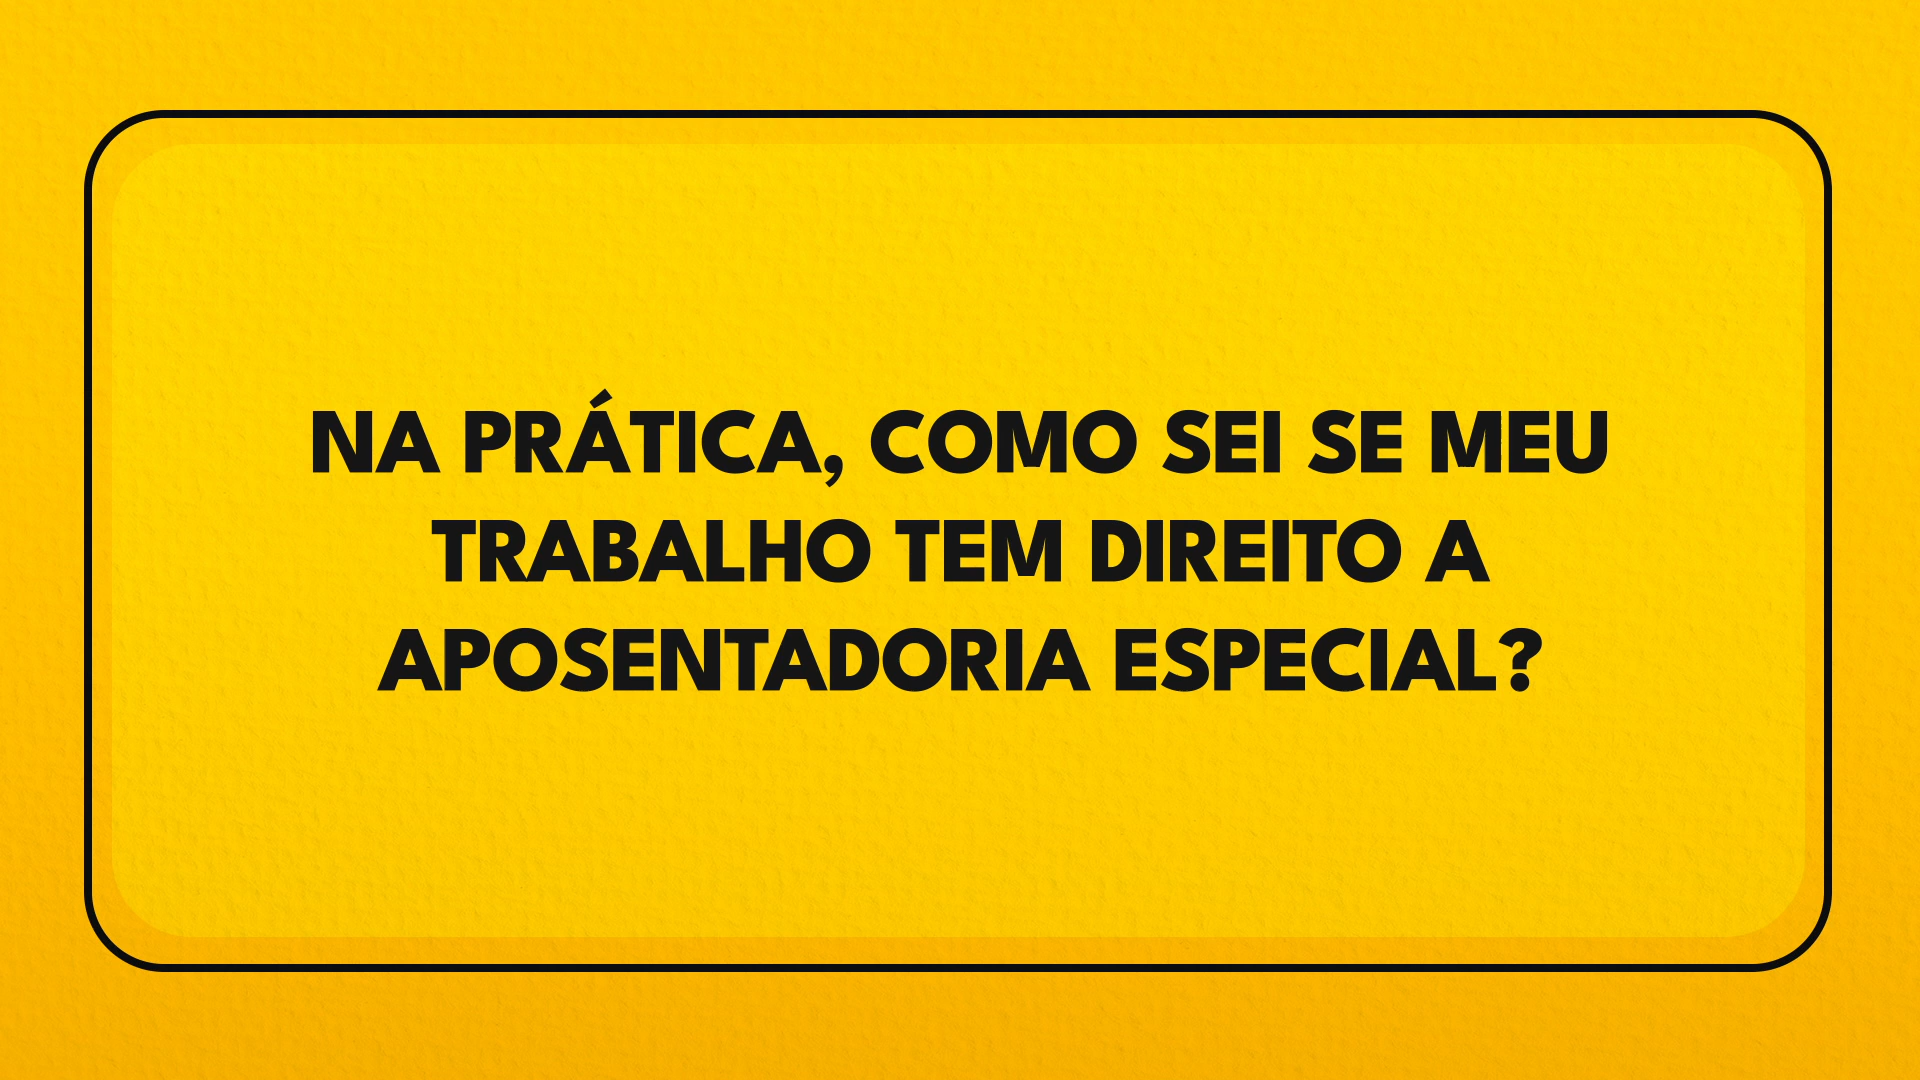 NA PRÁTICA, COMO SEI SE MEU
TRABALHO TEM DIREITO A
APOSENTADORIA ESPECIAL?